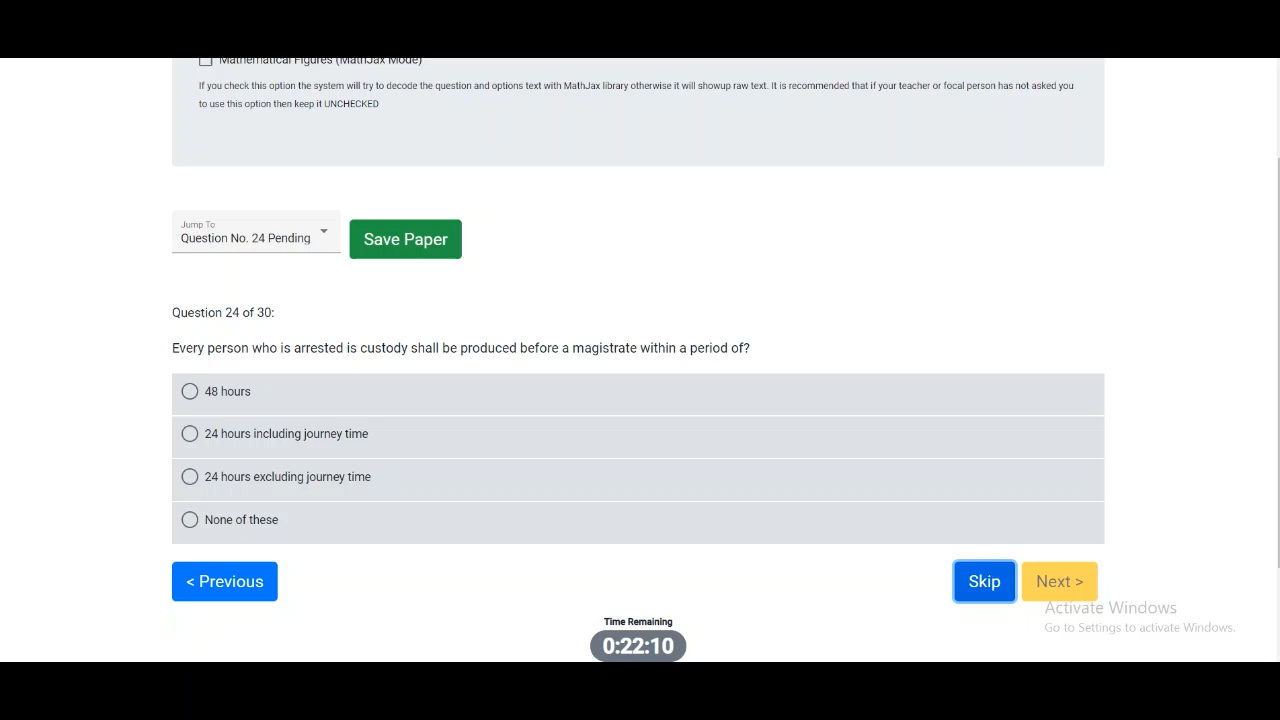 Mathematical Figures (MathJax Mode)
If you check this option the system will try to decode the question and options text with MathJax library otherwise it will showup raw text. It is recommended that if your teacher or focal person has not asked you
to use this option then keep it UNCHECKED
Jump To
Question No. 24 Pending
Save Paper
Question 24 of 30:
Every person who is arrested is custody shall be produced before a magistrate within a period of?
48 hours
24 hours including journey time
24 hours excluding journey time
None of these
< Previous
Skip
Next >
Activate Windows
Go to Settings to activate Windows.
Time Remaining
0:22:10